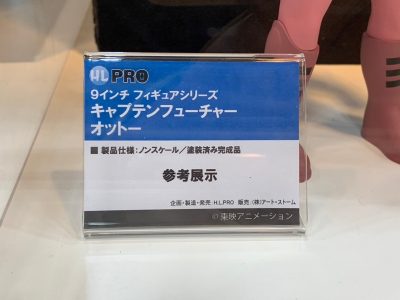 HL PRO
9インチ フィギュアシリーズ
キャプテンフューチャー
オットー
■ 製品仕様：ノンスケール／塗装済み完成品
参考展示
企画・製造・発売 H.L.PRO 販売 (株)アート・ストーム
©東映アニメーション